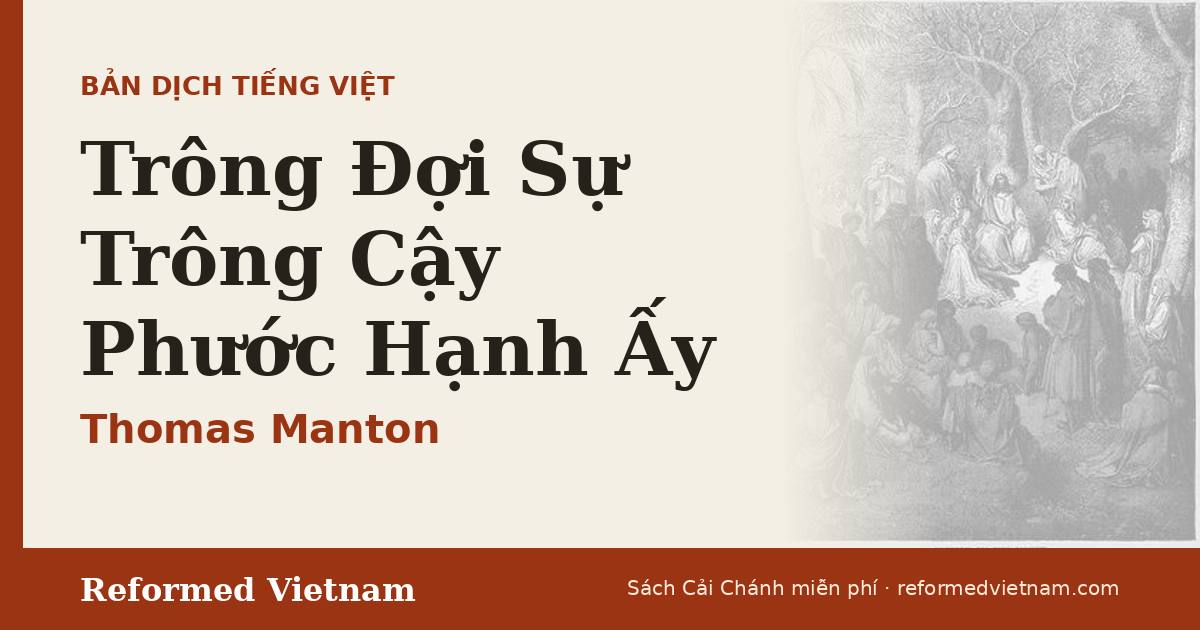 BẢN DỊCH TIẾNG VIỆT
Trông Đợi Sự
Trông Cậy
Phước Hạnh Ấy
Thomas Manton
Reformed Vietnam
Sách Cải Chánh miễn phí · reformedvietnam.com